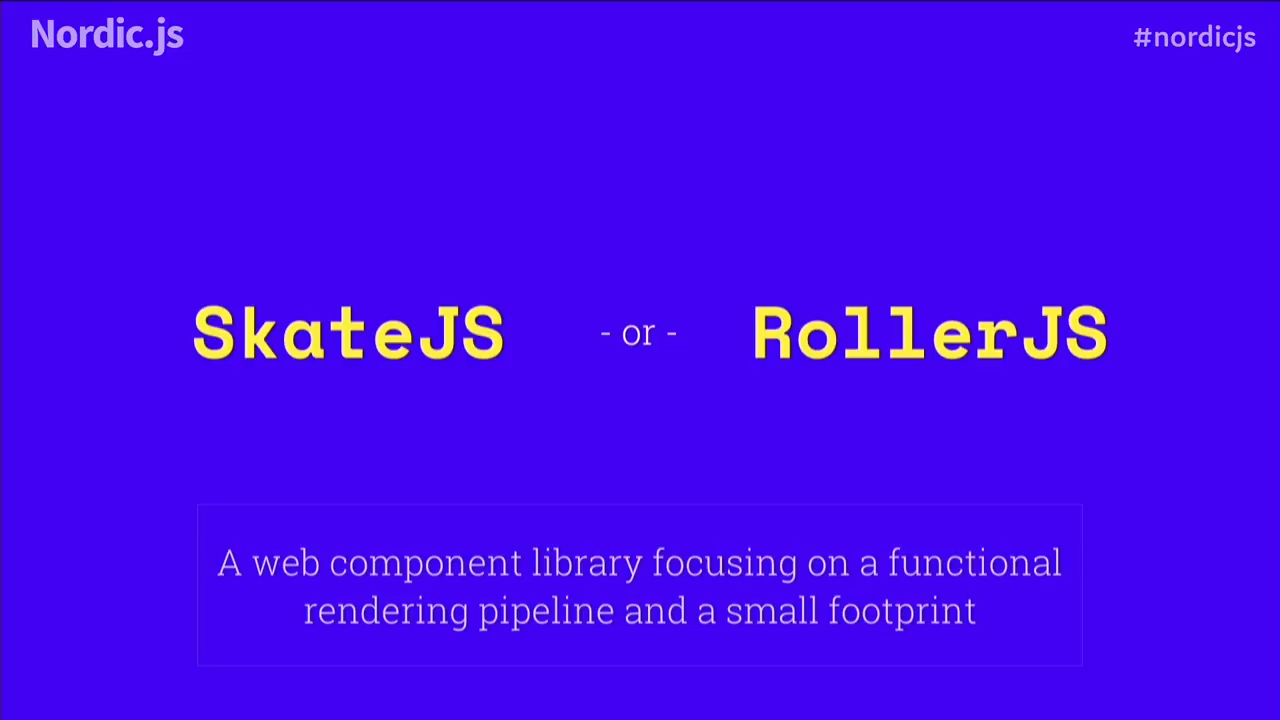 Nordic.js
#nordicjs
SkateJS - or - RollerJS
A web component library focusing on a functional
rendering pipeline and a small footprint